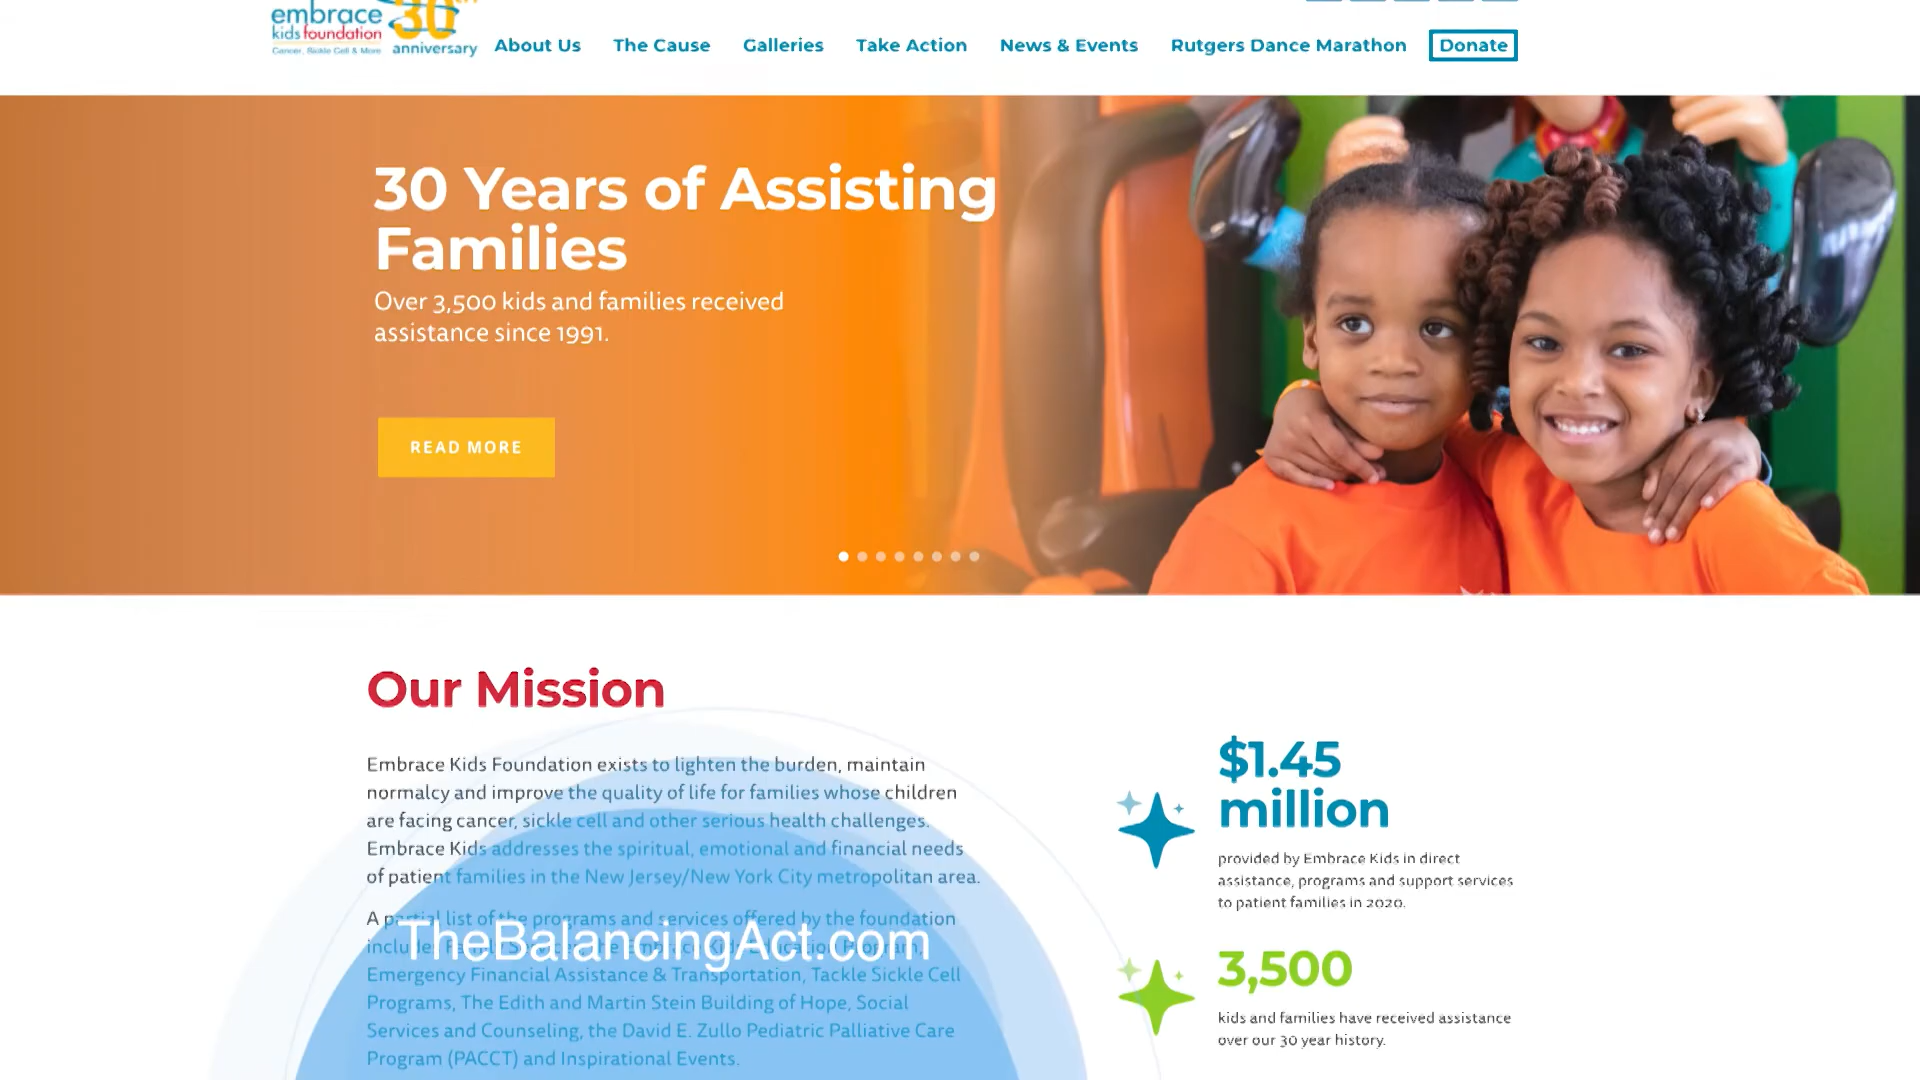 embrace
kids foundation
Cancer, Sickle Cell & More
30th
anniversary
About Us
The Cause
Galleries
Take Action
News & Events
Rutgers Dance Marathon
Donate
30 Years of Assisting
Families
Over 3,500 kids and families received
assistance since 1991.
READ MORE
Our Mission
Embrace Kids Foundation exists to lighten the burden, maintain
normalcy and improve the quality of life for families whose children
are facing cancer, sickle cell and other serious health challenges.
Embrace Kids addresses the spiritual, emotional and financial needs
of patient families in the New Jersey/New York City metropolitan area.
A partial list of the programs and services offered by the foundation
Emergency Financial Assistance & Transportation, Tackle Sickle Cell
Programs, The Edith and Martin Stein Building of Hope, Social
Services and Counseling, the David E. Zullo Pediatric Palliative Care
Program (PACCT) and Inspirational Events.
TheBalancingAct.com
$1.45
million
provided by Embrace Kids in direct
assistance, programs and support services
to patient families in 2020.
3,500
kids and families have received assistance
over our 30 year history.